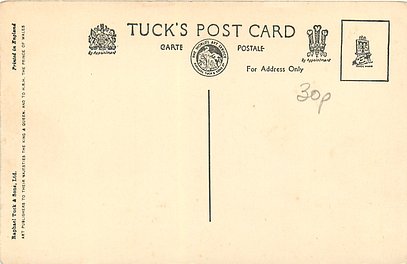 TUCK'S POST CARD
CARTE POSTALE
By Appointment
By Appointment
For Address Only
30p
Raphael Tuck & Sons, Ltd. Printed in England
ART PUBLISHERS TO THEIR MAJESTIES THE KING & QUEEN, AND TO H.R.H. THE PRINCE OF WALES